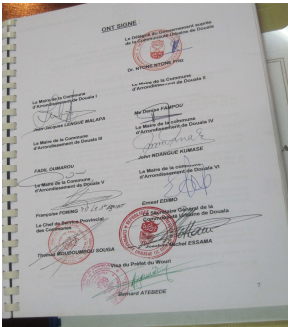 ONT SIGNE
Le Délégué du Gouvernement auprès
de la Communauté Urbaine de Douala
Dr. NTONE NTONE FRITZ
Le Maire de la Commune
d'Arrondissement de Douala I
Le Maire de la Commune
d'Arrondissement de Douala II
Jean Jacques LENGUE MALAPA
Me Denise FAMPOU
Le Maire de la Commune
d'Arrondissement de Douala III
Le Maire de la commune
d'Arrondissement de Douala IV
FADIL OUMAROU
John NDANGUE KUMASE
Le Maire de la Commune
d'Arrondissement de Douala V
Le Maire de la commune
d'Arrondissement de Douala VI
Françoise FONING
Ernest EDIMO
Le Chef de Service Provincial
des Communes
Le Secrétaire Général de la
Communauté Urbaine de Douala
Thomas
Michel ESSAMA
Visa du Préfet du Wouri
Bernard ATEBEDE
7